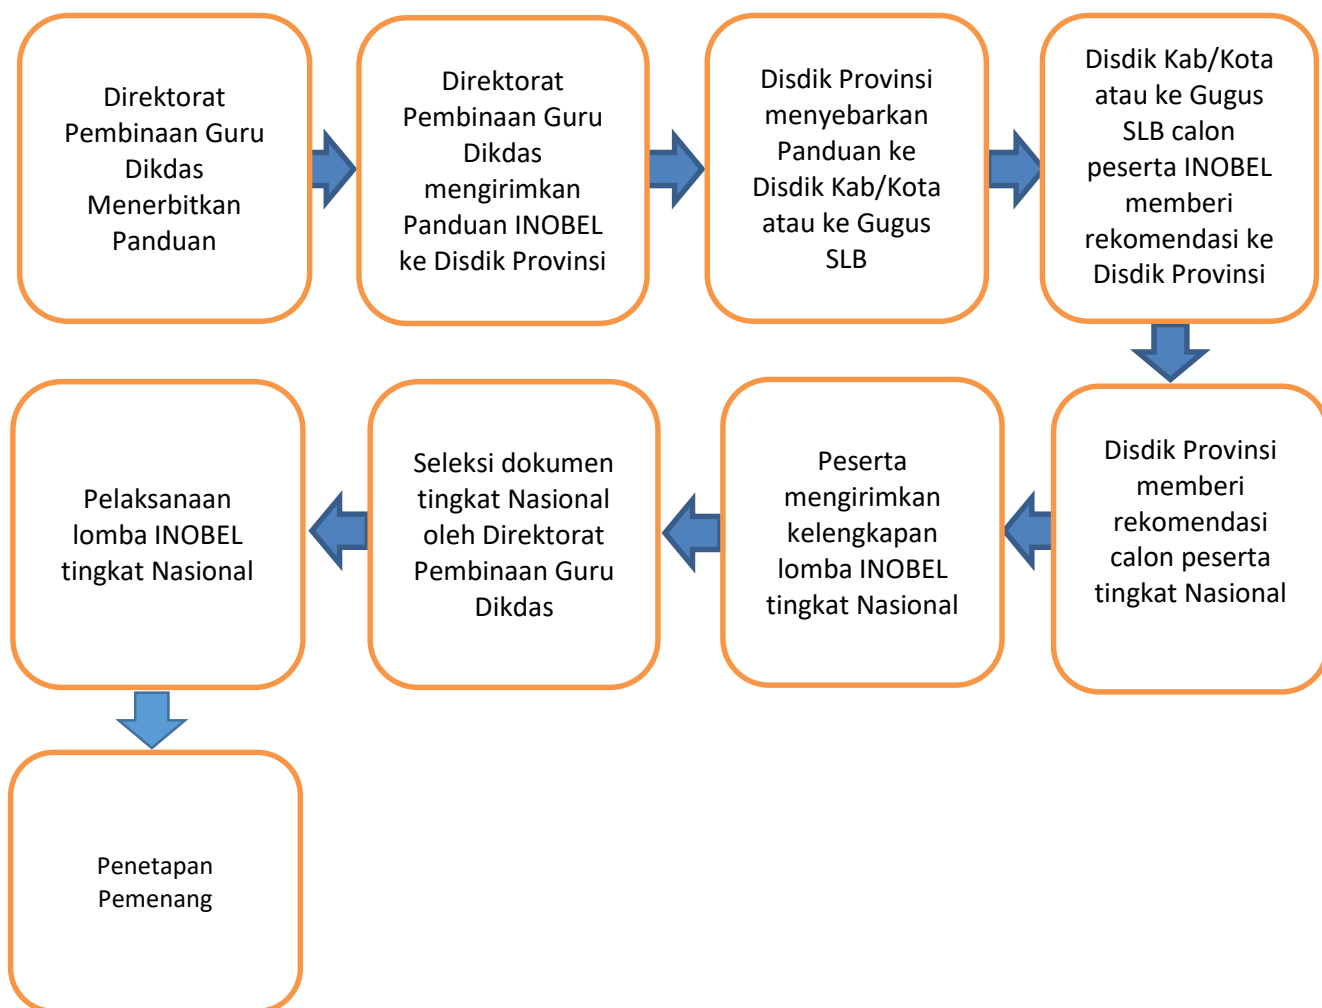 Direktorat
Pembinaan Guru
Dikdas
Menerbitkan
Panduan
Direktorat
Pembinaan Guru
Dikdas
mengirimkan
Panduan INOBEL
ke Disdik Provinsi
Disdik Provinsi
menyebarkan
Panduan ke
Disdik Kab/Kota
atau ke Gugus
SLB
Disdik Kab/Kota
atau ke Gugus
SLB calon
peserta INOBEL
memberi
rekomendasi ke
Disdik Provinsi
Disdik Provinsi
memberi
rekomendasi
calon peserta
tingkat Nasional
Peserta
mengirimkan
kelengkapan
lomba INOBEL
tingkat Nasional
Seleksi dokumen
tingkat Nasional
oleh Direktorat
Pembinaan Guru
Dikdas
Pelaksanaan
lomba INOBEL
tingkat Nasional
Penetapan
Pemenang